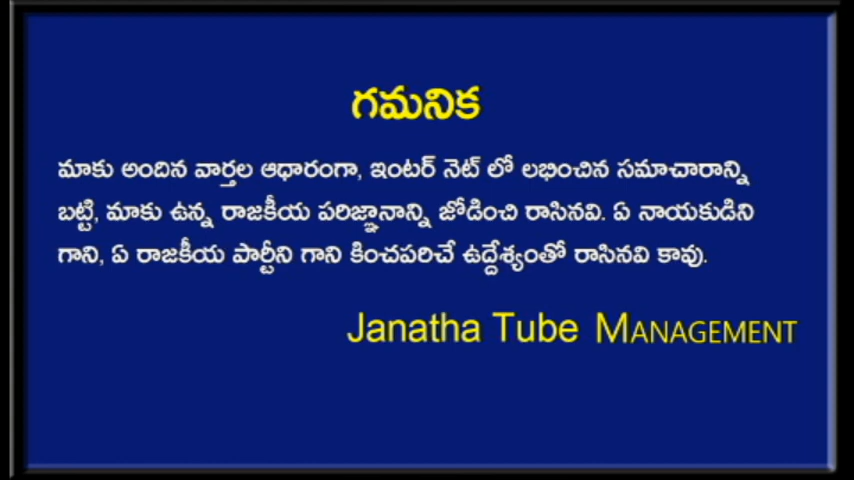 గమనిక
మాకు అందిన వార్తల ఆధారంగా, ఇంటర్ నెట్ లో లభించిన సమాచారాన్ని
బట్టి, మాకు ఉన్న రాజకీయ పరిజ్ఞానాన్ని జోడించి రాసినవి. ఏ నాయకుడిని
గాని, ఏ రాజకీయ పార్టీని గాని కించపరిచే ఉద్దేశ్యంతో రాసినవి కావు.
Janatha Tube MANAGEMENT